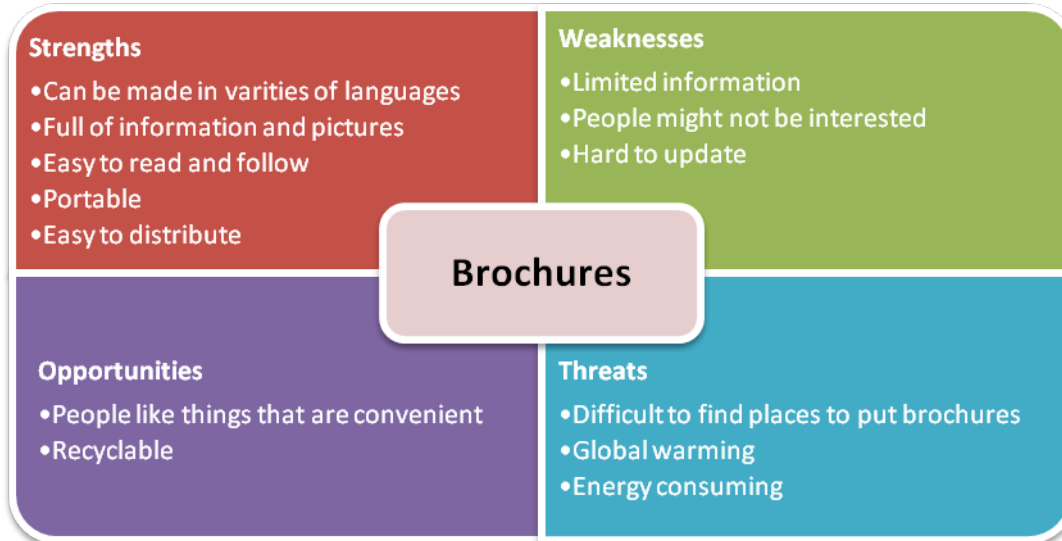 Strengths
•Can be made in varities of languages
•Full of information and pictures
•Easy to read and follow
•Portable
•Easy to distribute
Weaknesses
•Limited information
•People might not be interested
•Hard to update
Brochures
Opportunities
•People like things that are convenient
•Recyclable
Threats
•Difficult to find places to put brochures
•Global warming
•Energy consuming